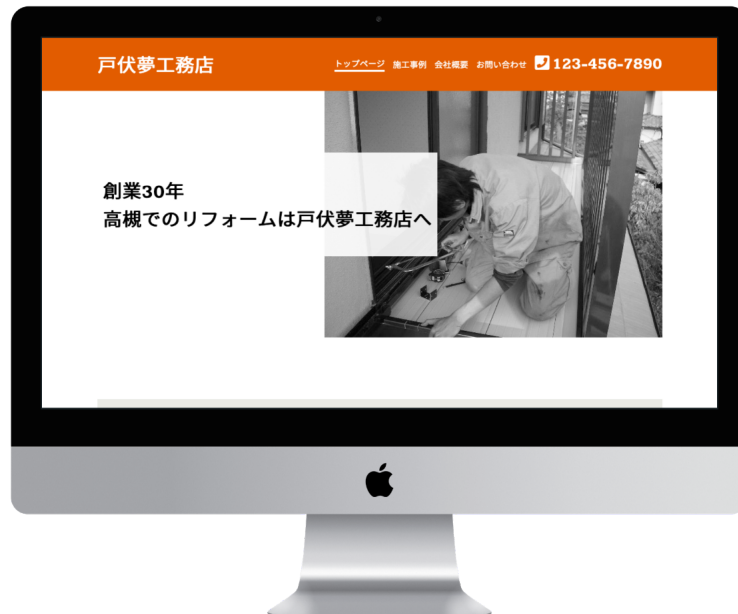 戸伏夢工務店
トップページ 施工事例 会社概要 お問い合わせ 123-456-7890
創業30年
高槻でのリフォームは戸伏夢工務店へ